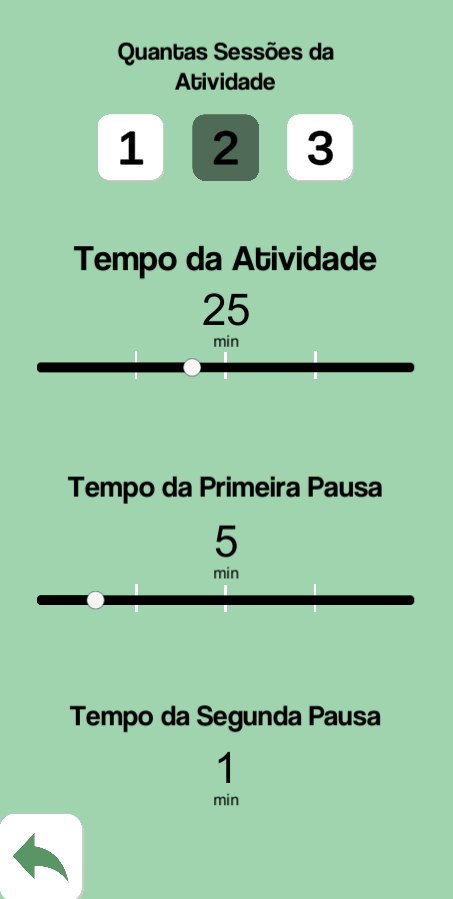 Quantas Sessões da
Atividade
1 2 3
Tempo da Atividade
25
min
Tempo da Primeira Pausa
5
min
Tempo da Segunda Pausa
1
min